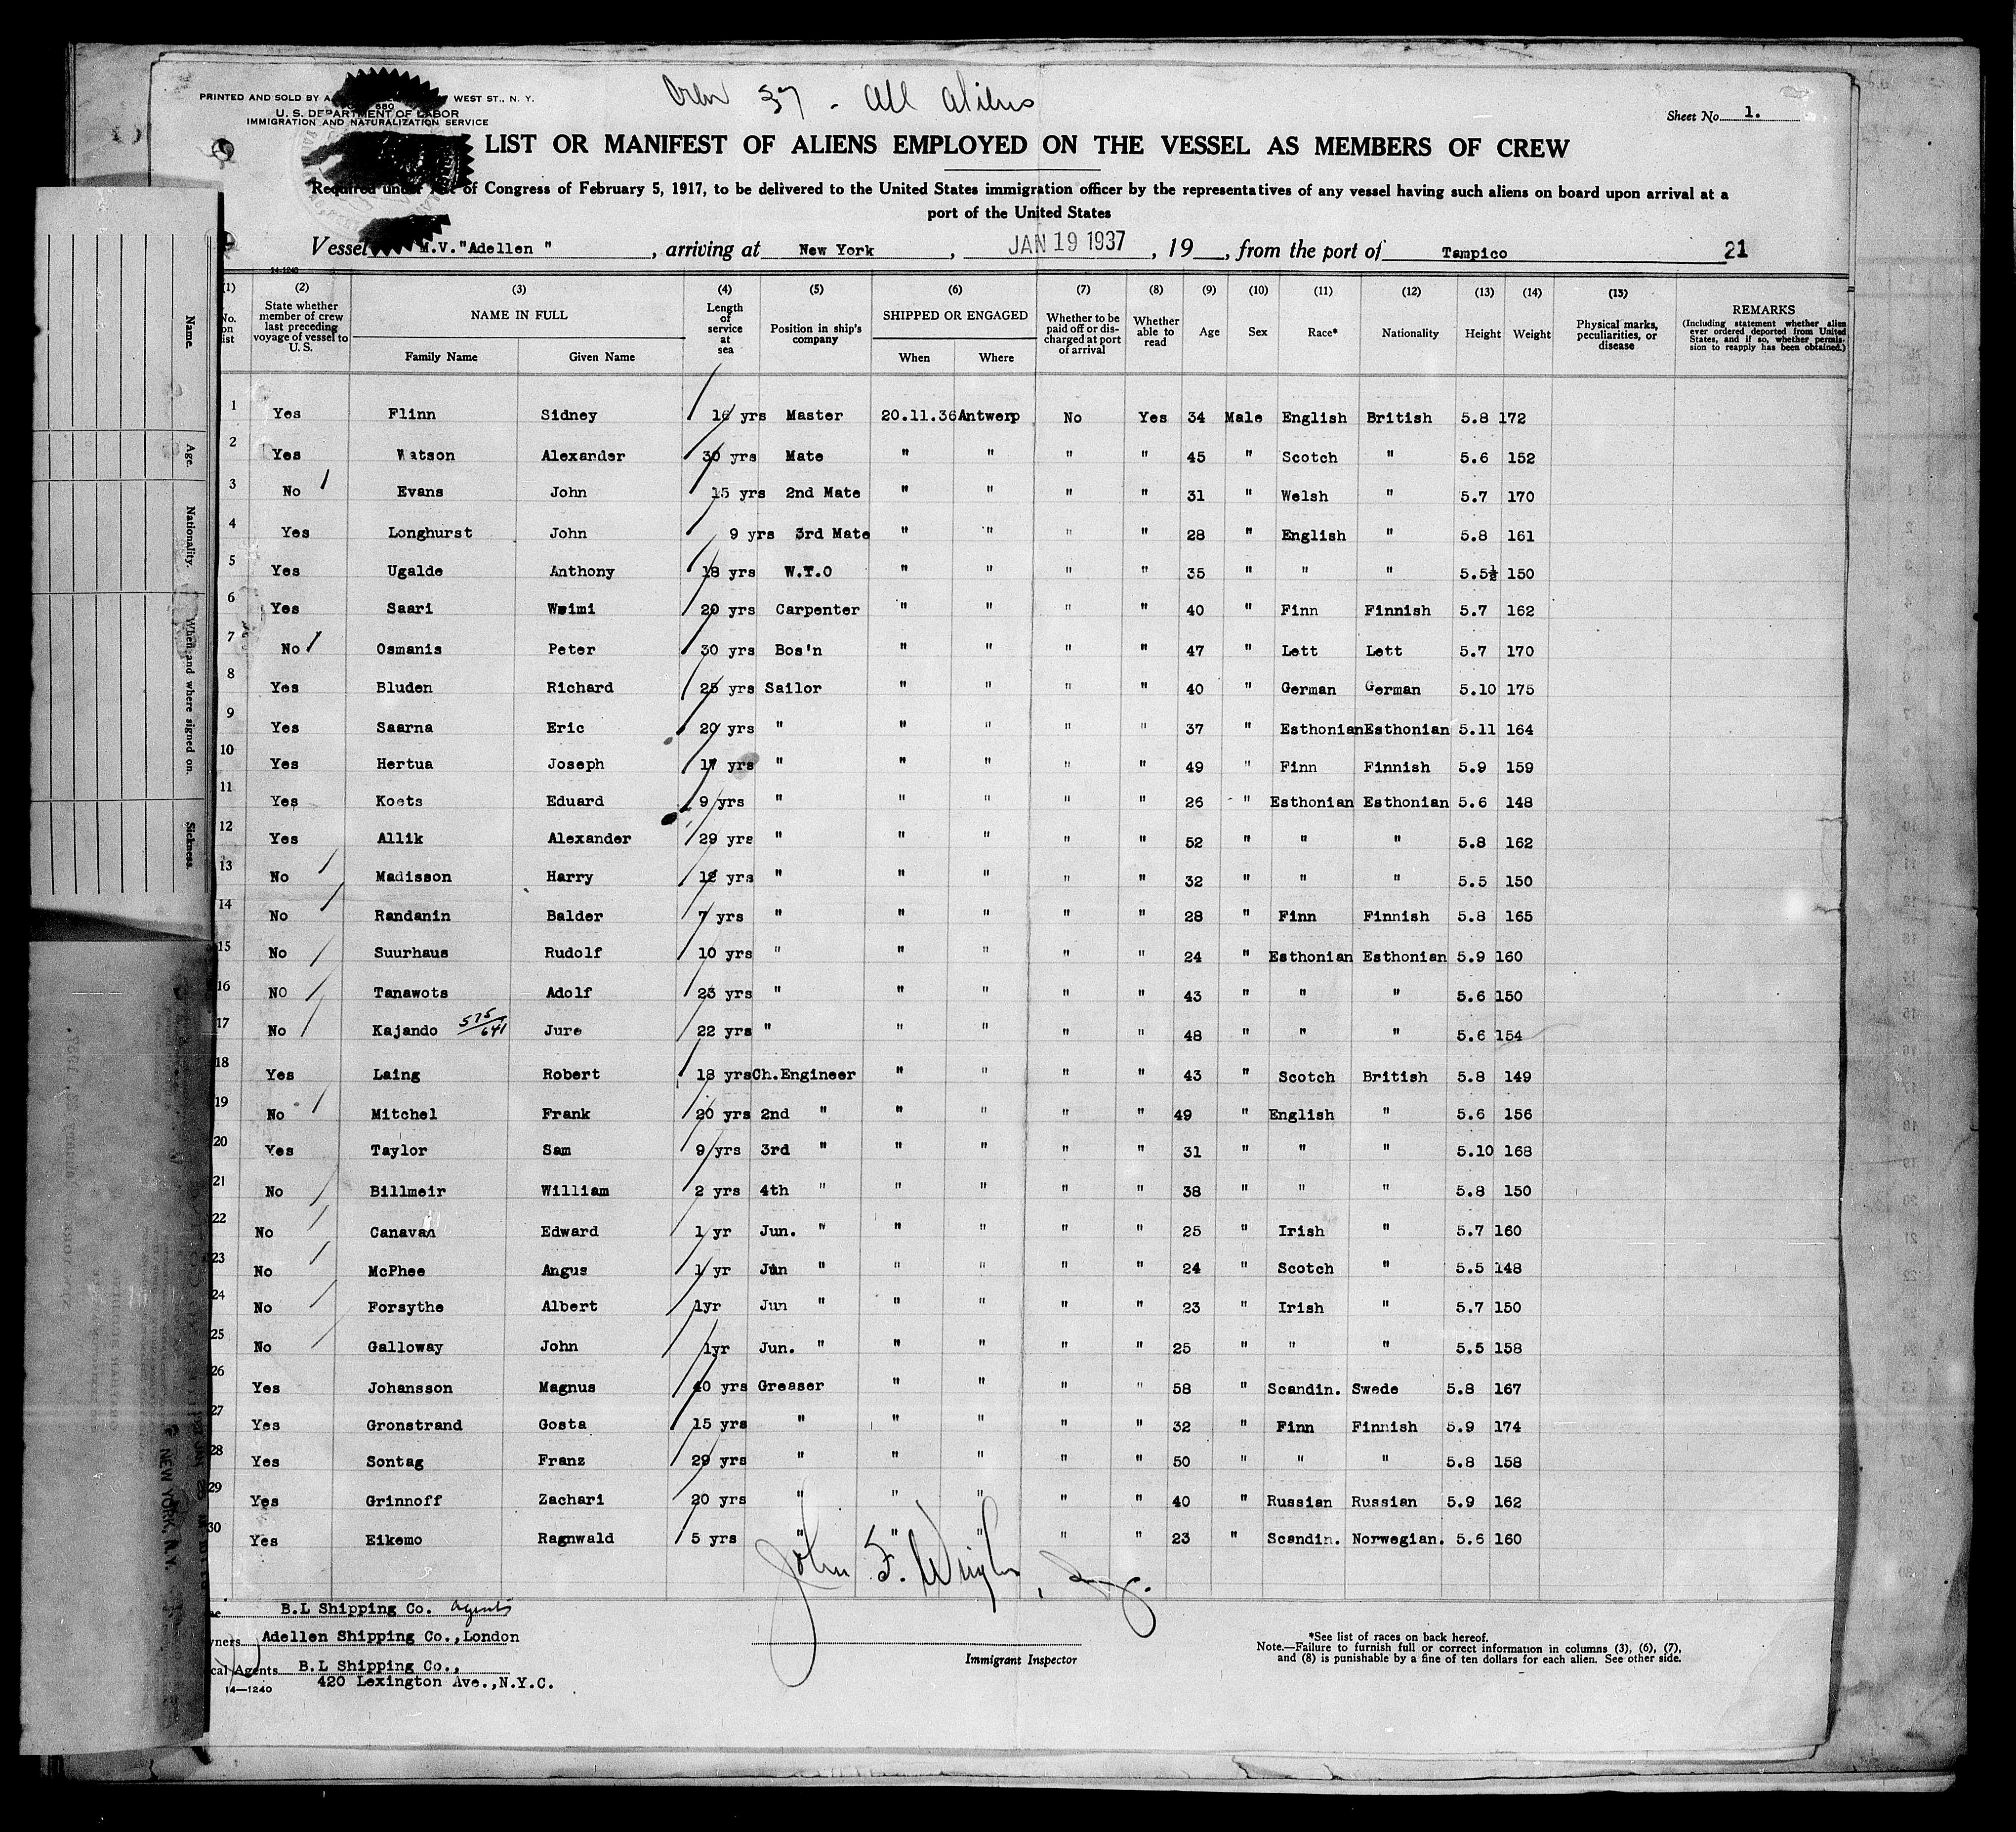 Crew 37 - All Aliens
PRINTED AND SOLD BY A WEST ST., N. Y.
680
U. S. DEPARTMENT OF LABOR
IMMIGRATION AND NATURALIZATION SERVICE
Sheet No. 1.
LIST OR MANIFEST OF ALIENS EMPLOYED ON THE VESSEL AS MEMBERS OF CREW
Required under Act of Congress of February 5, 1917, to be delivered to the United States immigration officer by the representatives of any vessel having such aliens on board upon arrival at a
port of the United States
Vessel M.V."Adellen ", arriving at New York, JAN 19 1937, 19__, from the port of Tampico 21
14-1240
(1) (2) (3) (4) (5) (6) (7) (8) (9) (10) (11) (12) (13) (14) (15)
No. on list
State whether member of crew last preceding voyage of vessel to U. S.
NAME IN FULL
Family Name Given Name
Length of service at sea
Position in ship's company
SHIPPED OR ENGAGED
When Where
Whether to be paid off or discharged at port of arrival
Whether able to read
Age
Sex
Race*
Nationality
Height
Weight
Physical marks, peculiarities, or disease
REMARKS
(Including statement whether alien ever ordered deported from United States, and if so, whether permission to reapply has been obtained.)
1 Yes Flinn Sidney 16 yrs Master 20.11.36 Antwerp No Yes 34 Male English British 5.8 172
2 Yes Watson Alexander 30 yrs Mate " " " " 45 " Scotch " 5.6 152
3 No Evans John 15 yrs 2nd Mate " " " " 31 " Welsh " 5.7 170
4 Yes Longhurst John 9 yrs 3rd Mate " " " " 28 " English " 5.8 161
5 Yes Ugalde Anthony 18 yrs W.T.O " " " " 35 " " " 5.5½ 150
6 Yes Saari Weimi 20 yrs Carpenter " " " " 40 " Finn Finnish 5.7 162
7 No Osmanis Peter 30 yrs Bos'n " " " " 47 " Lett Lett 5.7 170
8 Yes Bluden Richard 25 yrs Sailor " " " " 40 " German German 5.10 175
9 Yes Saarna Eric 20 yrs " " " " " 37 " Esthonian Esthonian 5.11 164
10 Yes Hertua Joseph 17 yrs " " " " " 49 " Finn Finnish 5.9 159
11 Yes Koets Eduard 9 yrs " " " " " 26 " Esthonian Esthonian 5.6 148
12 Yes Allik Alexander 29 yrs " " " " " 52 " " " 5.8 162
13 No Madisson Harry 12 yrs " " " " " 32 " " " 5.5 150
14 No Randanin Balder 7 yrs " " " " " 28 " Finn Finnish 5.8 165
15 No Suurhaus Rudolf 10 yrs " " " " " 24 " Esthonian Esthonian 5.9 160
16 NO Tanawots Adolf 23 yrs " " " " " 43 " " " 5.6 150
17 No Kajando 575/641 Jure 22 yrs " " " " " 48 " " " 5.6 154
18 Yes Laing Robert 18 yrs Ch.Engineer " " " " 43 " Scotch British 5.8 149
19 No Mitchel Frank 20 yrs 2nd " " " " " 49 " English " 5.6 156
20 Yes Taylor Sam 9 yrs 3rd " " " " " 31 " " " 5.10 168
21 No Billmeir William 2 yrs 4th " " " " " 38 " " " 5.8 150
22 No Canavan Edward 1 yr Jun. " " " " " 25 " Irish " 5.7 160
23 No McPhee Angus 1 yr Jun " " " " " 24 " Scotch " 5.5 148
24 No Forsythe Albert 1yr Jun " " " " " 23 " Irish " 5.7 150
25 No Galloway John 1yr Jun. " " " " " 25 " " " 5.5 158
26 Yes Johansson Magnus 40 yrs Greaser " " " " 58 " Scandin. Swede 5.8 167
27 Yes Gronstrand Gosta 15 yrs " " " " " 32 " Finn Finnish 5.9 174
28 Yes Sontag Franz 29 yrs " " " " " 50 " " " 5.8 158
29 Yes Grinnoff Zachari 20 yrs " " " " " 40 " Russian Russian 5.9 162
30 Yes Eikemo Ragnwald 5 yrs " " " " " 23 " Scandin. Norwegian. 5.6 160
B.L Shipping Co. Agents
Owners Adellen Shipping Co.,London
Local Agents B.L Shipping Co.,
420 Lexington Ave.,N.Y.C.
14—1240
Immigrant Inspector
*See list of races on back hereof.
Note.—Failure to furnish full or correct information in columns (3), (6), (7),
and (8) is punishable by a fine of ten dollars for each alien. See other side.
Name.
Age.
Nationality.
When and where signed on.
Sickness.
NEW YORK, N.Y.